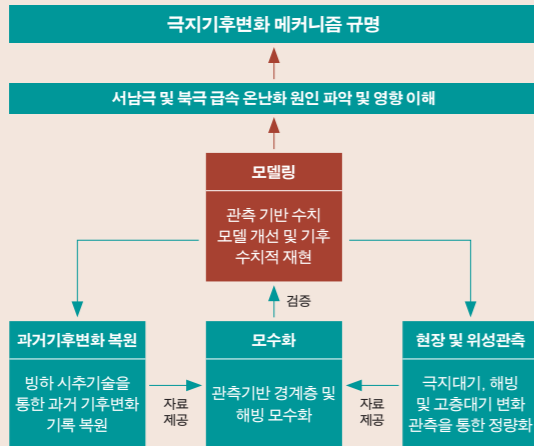 극지기후변화 메커니즘 규명
서남극 및 북극 급속 온난화 원인 파악 및 영향 이해
모델링
관측 기반 수치
모델 개선 및 기후
수치적 재현
검증
과거기후변화 복원
빙하 시추기술을
통한 과거 기후변화
기록 복원
자료
제공
모수화
관측기반 경계층 및
해빙 모수화
자료
제공
현장 및 위성관측
극지대기, 해빙
및 고층대기 변화
관측을 통한 정량화